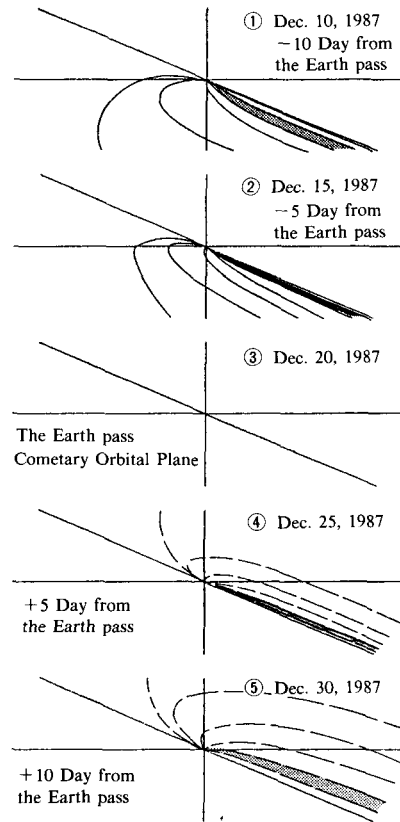 ① Dec. 10, 1987
−10 Day from
the Earth pass
② Dec. 15, 1987
−5 Day from
the Earth pass
③ Dec. 20, 1987
The Earth pass
Cometary Orbital Plane
④ Dec. 25, 1987
+5 Day from
the Earth pass
⑤ Dec. 30, 1987
+10 Day from
the Earth pass